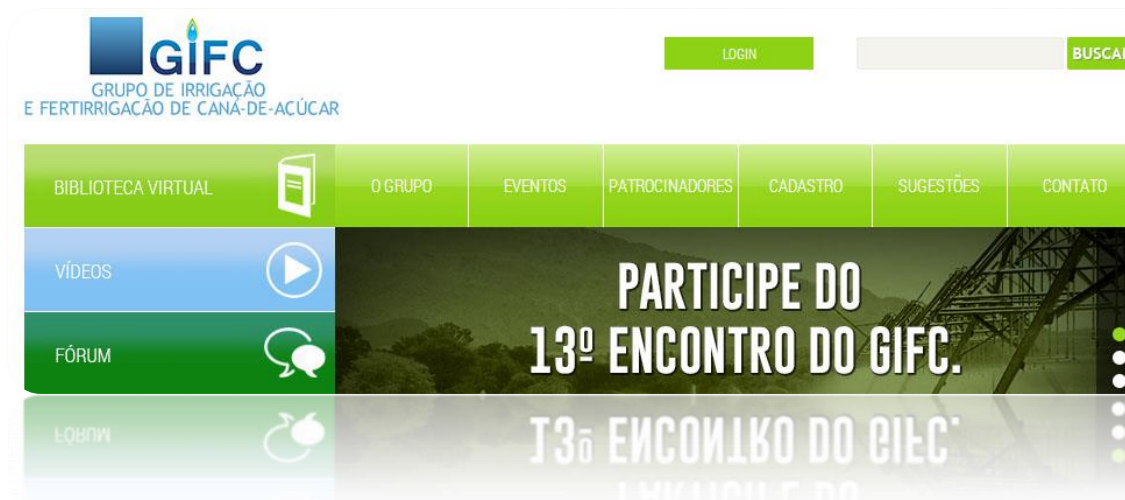 GIFC
GRUPO DE IRRIGAÇÃO
E FERTIRRIGAÇÃO DE CANÁ-DE-AÇÚCAR
LOGIN
BUSCAR
BIBLIOTECA VIRTUAL
O GRUPO
EVENTOS
PATROCINADORES
CADASTRO
SUGESTÕES
CONTATO
VÍDEOS
FÓRUM
PARTICIPE DO
13º ENCONTRO DO GIFC.